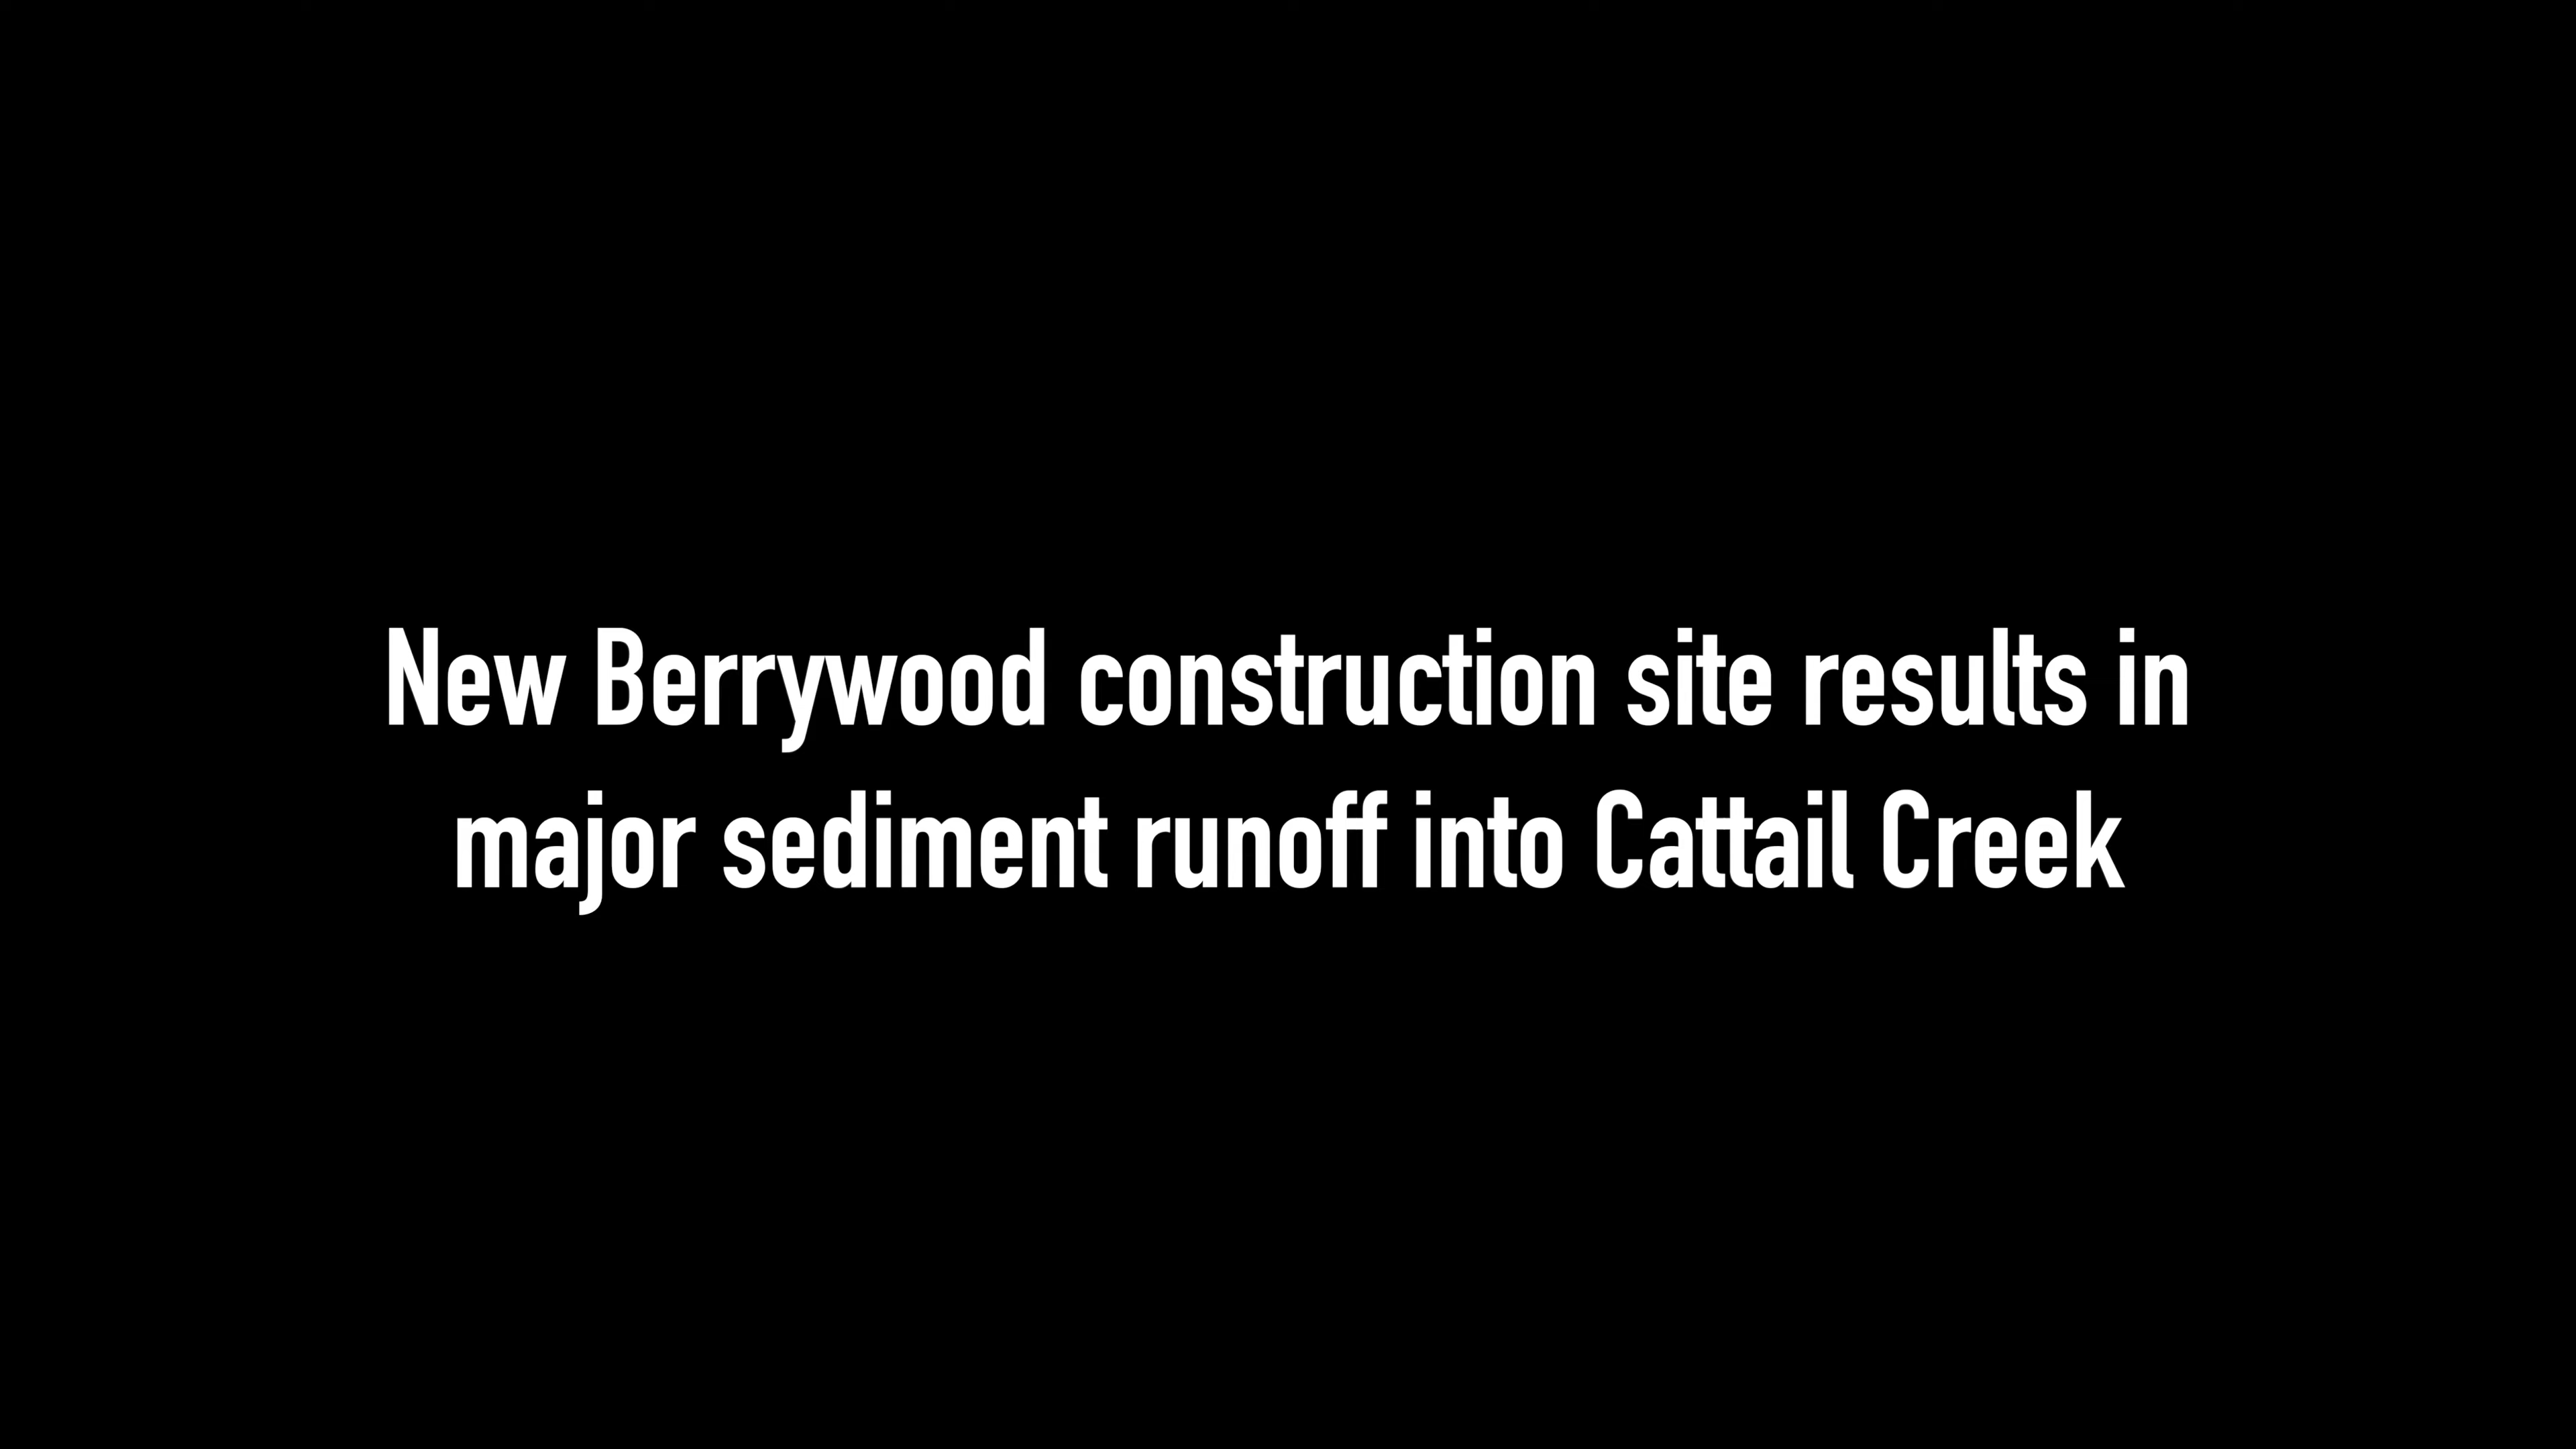 New Berrywood construction site results in
major sediment runoff into Cattail Creek